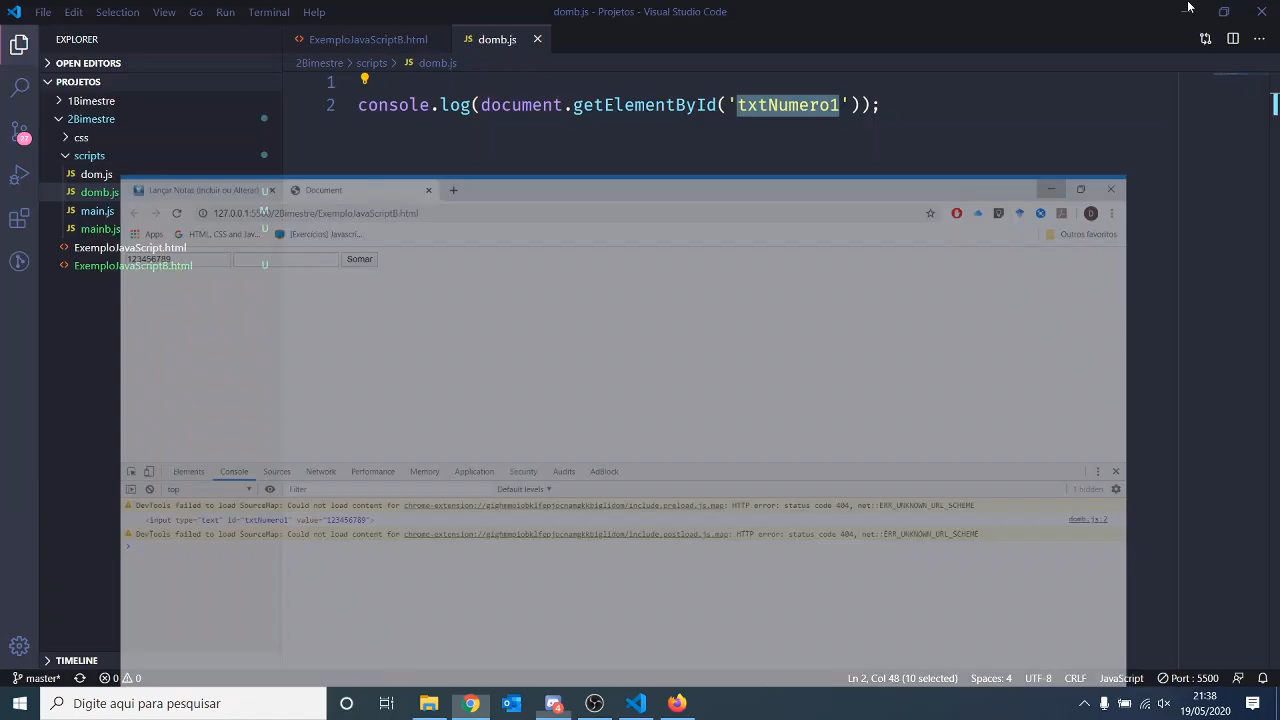 File Edit Selection View Go Run Terminal Help
domb.js - Projetos - Visual Studio Code
EXPLORER
OPEN EDITORS
PROJETOS
1Bimestre
2Bimestre
css
scripts
JS dom.js
JS domb.js U
JS main.js M
JS mainb.js U
ExemploJavaScript.html
ExemploJavaScriptB.html U
TIMELINE
27
ExemploJavaScriptB.html
JS domb.js
2Bimestre > scripts > JS domb.js
1
2 console.log(document.getElementById('txtNumero1'));
Lançar Notas (Incluir ou Alterar)
Document
127.0.0.1:5500/2Bimestre/ExemploJavaScriptB.html
D
Apps
HTML, CSS and Jav...
[Exercícios] Javascri...
Outros favoritos
123456789
Somar
Elements Console Sources Network Performance Memory Application Security Audits AdBlock
top
Filter
Default levels
1 hidden
DevTools failed to load SourceMap: Could not load content for chrome-extension://gighmmpiobklfepjocnamgkkbiglidom/include.preload.js.map: HTTP error: status code 404, net::ERR_UNKNOWN_URL_SCHEME
<input type="text" id="txtNumero1" value="123456789">
domb.js:2
DevTools failed to load SourceMap: Could not load content for chrome-extension://gighmmpiobklfepjocnamgkkbiglidom/include.postload.js.map: HTTP error: status code 404, net::ERR_UNKNOWN_URL_SCHEME
master*
0 0
Ln 2, Col 48 (10 selected)
Spaces: 4
UTF-8
CRLF
JavaScript
Port : 5500
Digite aqui para pesquisar
4
21:38
19/05/2020